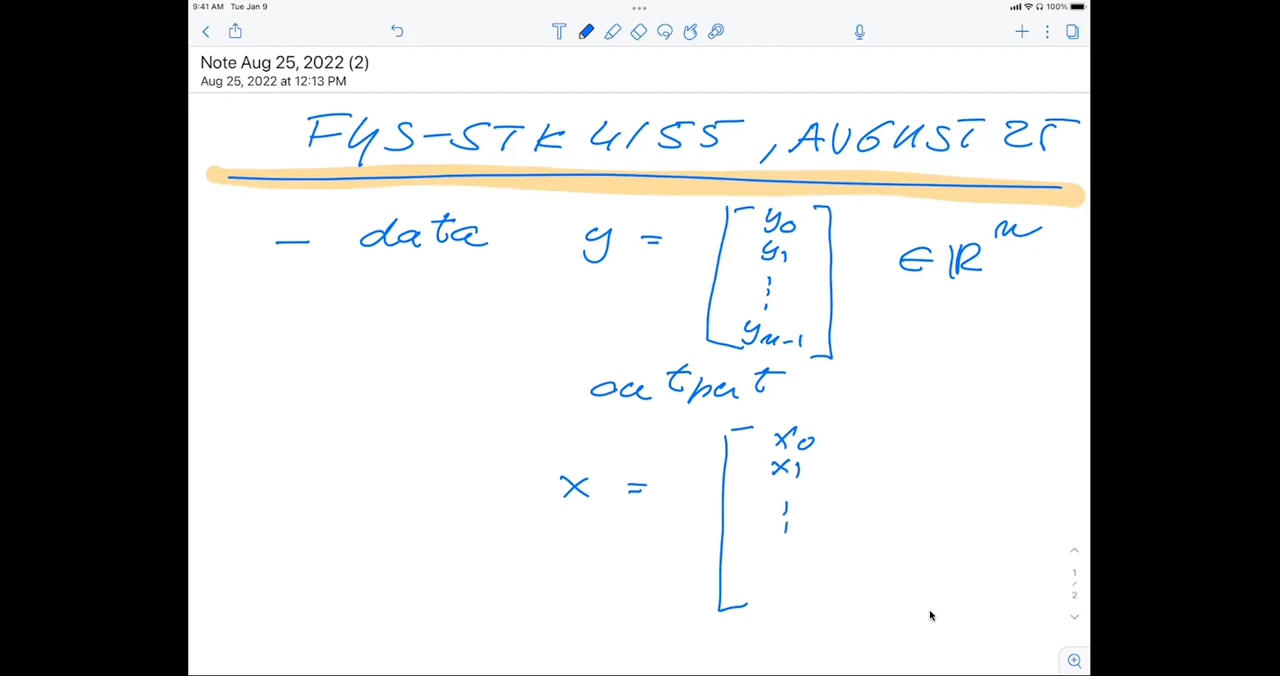 9:41 AM Tue Jan 9
100%
Note Aug 25, 2022 (2)
Aug 25, 2022 at 12:13 PM
FYS-STK 4155, AUGUST 25
- data y = [ y0 y1 ⋮ yn-1 ] ∈ ℝ^n
output
x = [ x0 x1 ⋮
1
/
2